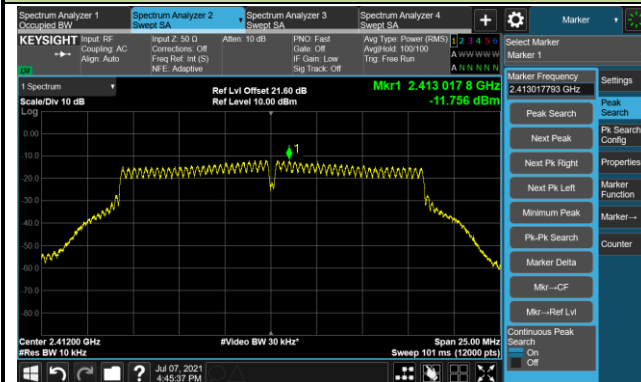 Spectrum Analyzer 1
Occupied BW
Spectrum Analyzer 2
Swept SA
Spectrum Analyzer 3
Swept SA
Spectrum Analyzer 4
Swept SA
+
Marker
KEYSIGHT
Input: RF
Coupling: AC
Align: Auto
Input Z: 50 Ω
Corrections: Off
Freq Ref: Int (S)
NFE: Adaptive
Atten: 10 dB
PNO: Fast
Gate: Off
IF Gain: Low
Sig Track: Off
Avg Type: Power (RMS)
Avg|Hold: 100/100
Trig: Free Run
1 2 3 4 5 6
A W W W W W
A N N N N N
Select Marker
Marker 1
Marker Frequency
2.413017793 GHz
Settings
Peak Search
Peak Search
Next Peak
Pk Search Config
Next Pk Right
Properties
Next Pk Left
Marker Function
Minimum Peak
Marker→
Pk-Pk Search
Counter
Marker Delta
Mkr→CF
Mkr→Ref Lvl
Continuous Peak Search
On
Off
1 Spectrum
Scale/Div 10 dB
Log
Ref Lvl Offset 21.60 dB
Ref Level 10.00 dBm
Mkr1 2.413 017 8 GHz
-11.756 dBm
1
0.00
-10.0
-20.0
-30.0
-40.0
-50.0
-60.0
-70.0
-80.0
Center 2.41200 GHz
#Res BW 10 kHz
#Video BW 30 kHz*
Span 25.00 MHz
Sweep 101 ms (12000 pts)
?
Jul 07, 2021
4:45:37 PM